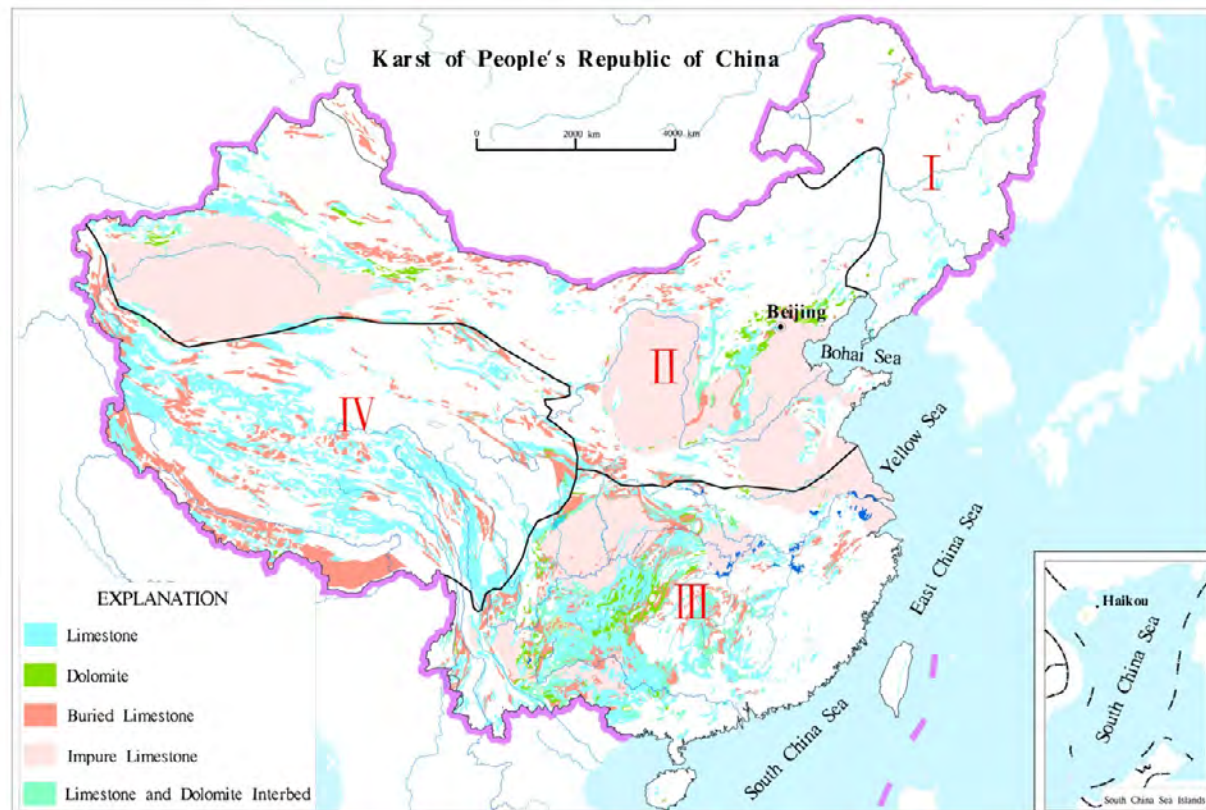 Karst of People's Republic of China
0 2000 km 4000 km
I
Beijing
II
Bohai Sea
IV
Yellow Sea
III
East China Sea
South China Sea
EXPLANATION
Limestone
Dolomite
Buried Limestone
Impure Limestone
Limestone and Dolomite Interbed
Haikou
South China Sea
South China Sea Islands